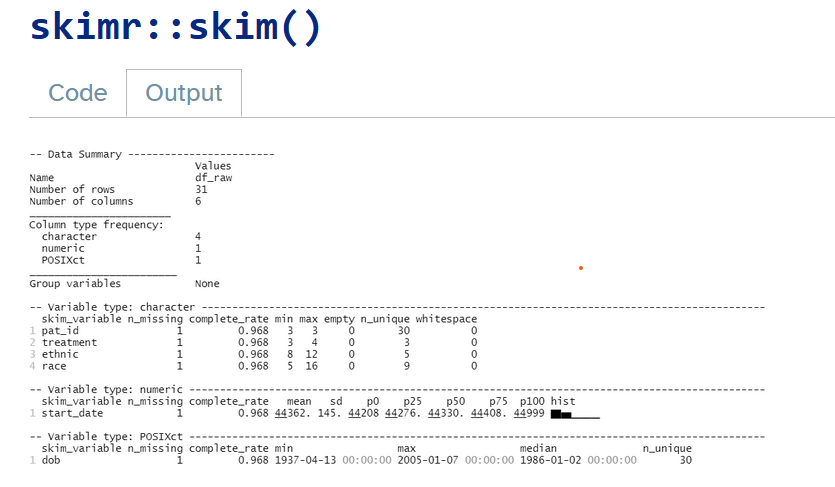 skimr::skim()
Code Output
-- Data Summary ------------------------
Values
Name df_raw
Number of rows 31
Number of columns 6
_______________________
Column type frequency:
character 4
numeric 1
POSIXct 1
________________________
Group variables None
-- Variable type: character ------------------------------------------------------------------------------------------
skim_variable n_missing complete_rate min max empty n_unique whitespace
1 pat_id 1 0.968 3 3 0 30 0
2 treatment 1 0.968 3 4 0 3 0
3 ethnic 1 0.968 8 12 0 5 0
4 race 1 0.968 5 16 0 9 0
-- Variable type: numeric --------------------------------------------------------------------------------------------
skim_variable n_missing complete_rate mean sd p0 p25 p50 p75 p100 hist
1 start_date 1 0.968 44362. 145. 44208 44276. 44330. 44408. 44999 ▇▅▁▁▁
-- Variable type: POSIXct --------------------------------------------------------------------------------------------
skim_variable n_missing complete_rate min max median n_unique
1 dob 1 0.968 1937-04-13 00:00:00 2005-01-07 00:00:00 1986-01-02 00:00:00 30